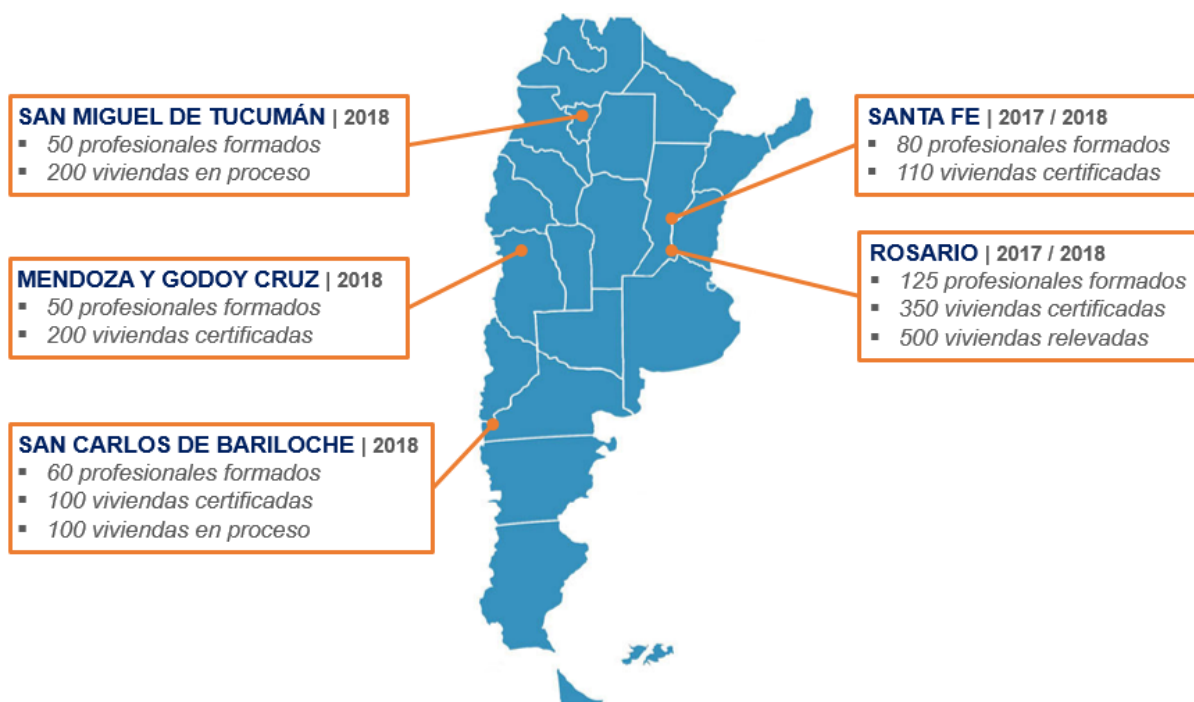 SAN MIGUEL DE TUCUMÁN | 2018
▪ 50 profesionales formados
▪ 200 viviendas en proceso
MENDOZA Y GODOY CRUZ | 2018
▪ 50 profesionales formados
▪ 200 viviendas certificadas
SAN CARLOS DE BARILOCHE | 2018
▪ 60 profesionales formados
▪ 100 viviendas certificadas
▪ 100 viviendas en proceso
SANTA FE | 2017 / 2018
▪ 80 profesionales formados
▪ 110 viviendas certificadas
ROSARIO | 2017 / 2018
▪ 125 profesionales formados
▪ 350 viviendas certificadas
▪ 500 viviendas relevadas